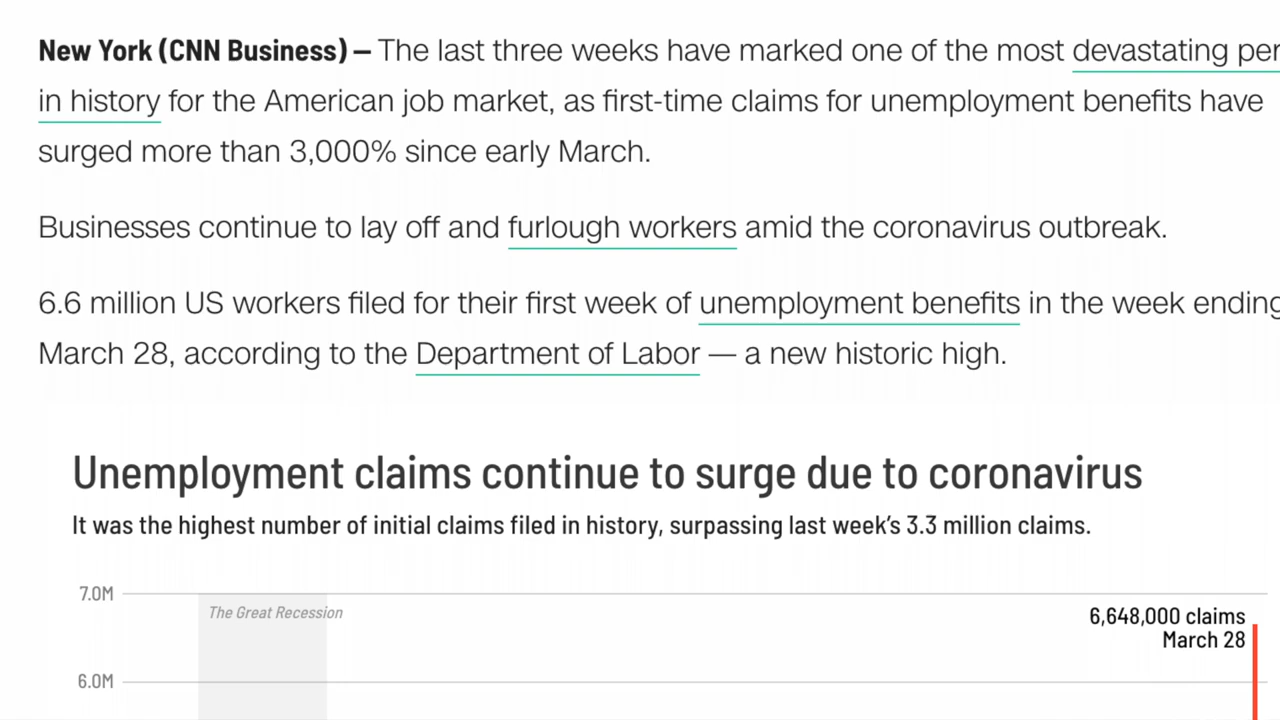 New York (CNN Business) — The last three weeks have marked one of the most devastating
in history for the American job market, as first-time claims for unemployment benefits have
surged more than 3,000% since early March.
Businesses continue to lay off and furlough workers amid the coronavirus outbreak.
6.6 million US workers filed for their first week of unemployment benefits in the week ending
March 28, according to the Department of Labor — a new historic high.
Unemployment claims continue to surge due to coronavirus
It was the highest number of initial claims filed in history, surpassing last week's 3.3 million claims.
7.0M
The Great Recession
6,648,000 claims
March 28
6.0M